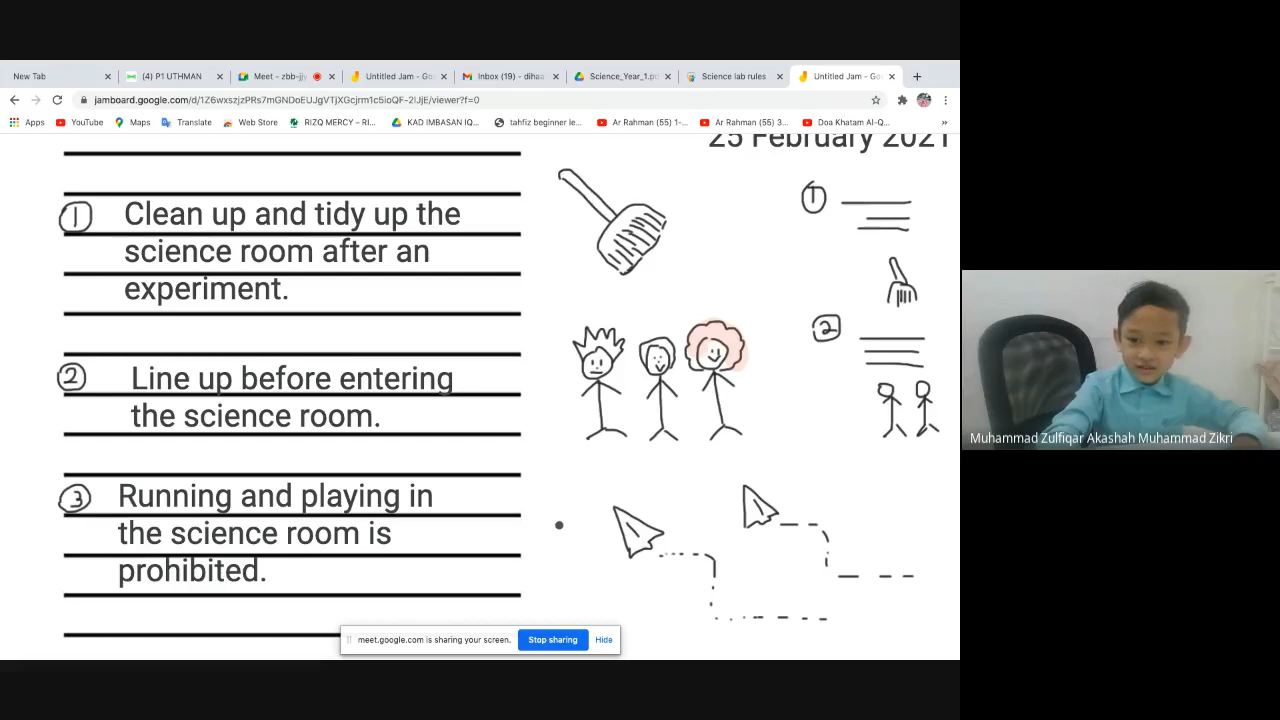 New Tab
(4) P1 UTHMAN
Meet - zbb-jj
Untitled Jam - Go
Inbox (19) - dihaa
Science_Year_1.p
Science lab rules
Untitled Jam - Go
jamboard.google.com/d/1Z6wxszjzPRs7mGNDoEUJgVTjXGcjrm1c5ioQF-2IJjE/viewer?f=0
Apps
YouTube
Maps
Translate
Web Store
RIZQ MERCY – RI...
KAD IMBASAN IQ...
tahfiz beginner le...
Ar Rahman (55) 1-...
Ar Rahman (55) 3...
Doa Khatam Al-Q...
25 February 2021
1 Clean up and tidy up the
science room after an
experiment.
2 Line up before entering
the science room.
3 Running and playing in
the science room is
prohibited.
1
2
meet.google.com is sharing your screen.
Stop sharing
Hide
Muhammad Zulfiqar Akashah Muhammad Zikri